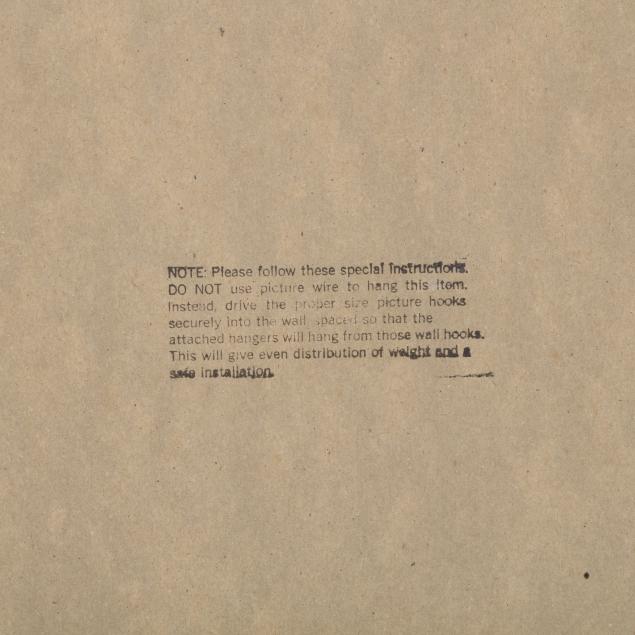 NOTE: Please follow these special instructions.
DO NOT use picture wire to hang this item.
Instead, drive the proper size picture hooks
securely into the wall spaced so that the
attached hangers will hang from those wall hooks.
This will give even distribution of weight and a
safe installation.